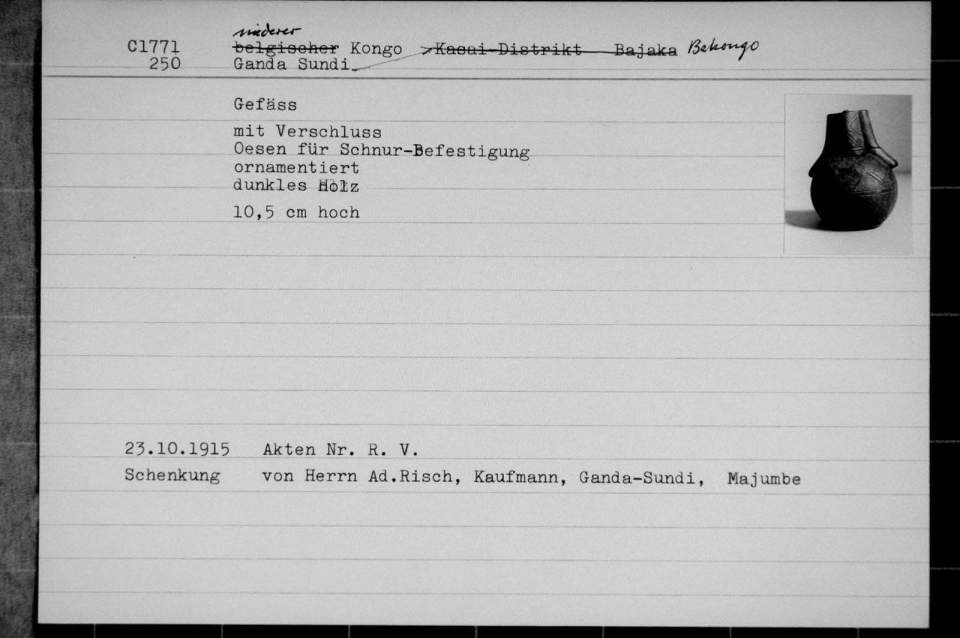 niederer
C1771 belgischer Kongo Kasai-Distrikt Bajaka Bakongo
250 Ganda Sundi
Gefäss
mit Verschluss
Oesen für Schnur-Befestigung
ornamentiert
dunkles Holz
10,5 cm hoch
23.10.1915 Akten Nr. R. V.
Schenkung von Herrn Ad.Risch, Kaufmann, Ganda-Sundi, Majumbe